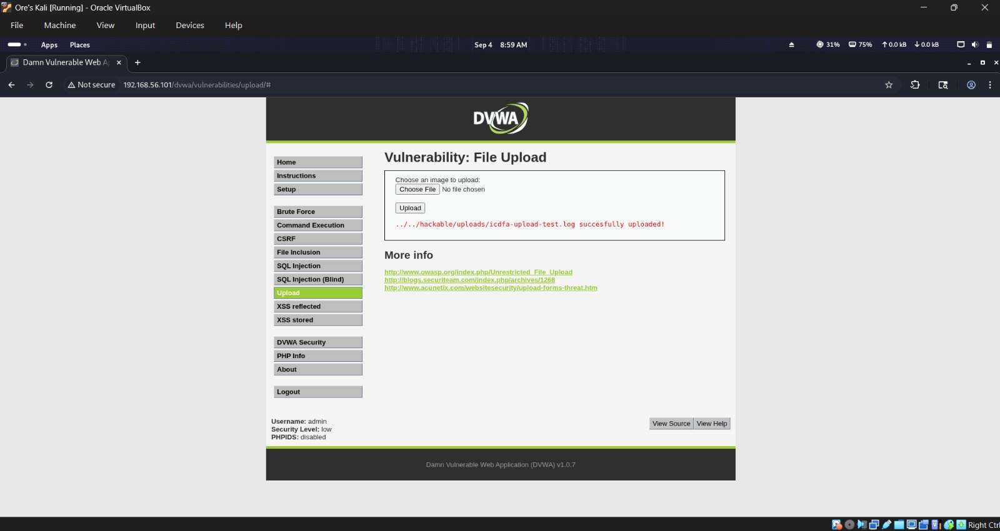 Ore's Kali [Running] - Oracle VirtualBox
File Machine View Input Devices Help
Apps Places Sep 4 8:59 AM 31% 75% 0.0 kB 0.0 kB
Damn Vulnerable Web A
Not secure 192.168.56.101/dvwa/vulnerabilities/upload/#
DVWA
Vulnerability: File Upload
Choose an image to upload:
Choose File No file chosen
Upload
../../hackable/uploads/icdfa-upload-test.log succesfully uploaded!
More info
http://www.owasp.org/index.php/Unrestricted_File_Upload
http://blogs.securiteam.com/index.php/archives/1268
http://www.acunetix.com/websitesecurity/upload-forms-threat.htm
Home
Instructions
Setup
Brute Force
Command Execution
CSRF
File Inclusion
SQL Injection
SQL Injection (Blind)
Upload
XSS reflected
XSS stored
DVWA Security
PHP Info
About
Logout
Username: admin
Security Level: low
PHPIDS: disabled
View Source View Help
Damn Vulnerable Web Application (DVWA) v1.0.7
Right Ctrl